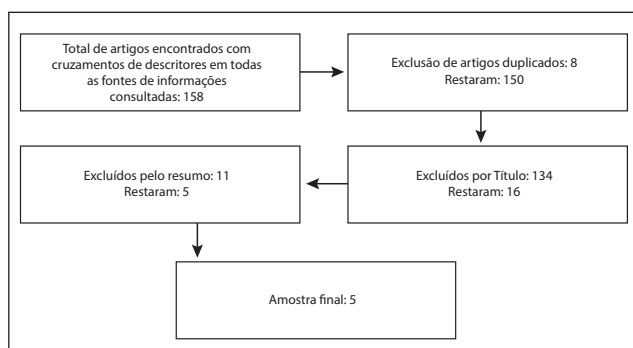 Total de artigos encontrados com
cruzamentos de descritores em todas
as fontes de informações
consultadas: 158
Exclusão de artigos duplicados: 8
Restaram: 150
Excluídos por Título: 134
Restaram: 16
Excluídos pelo resumo: 11
Restaram: 5
Amostra final: 5